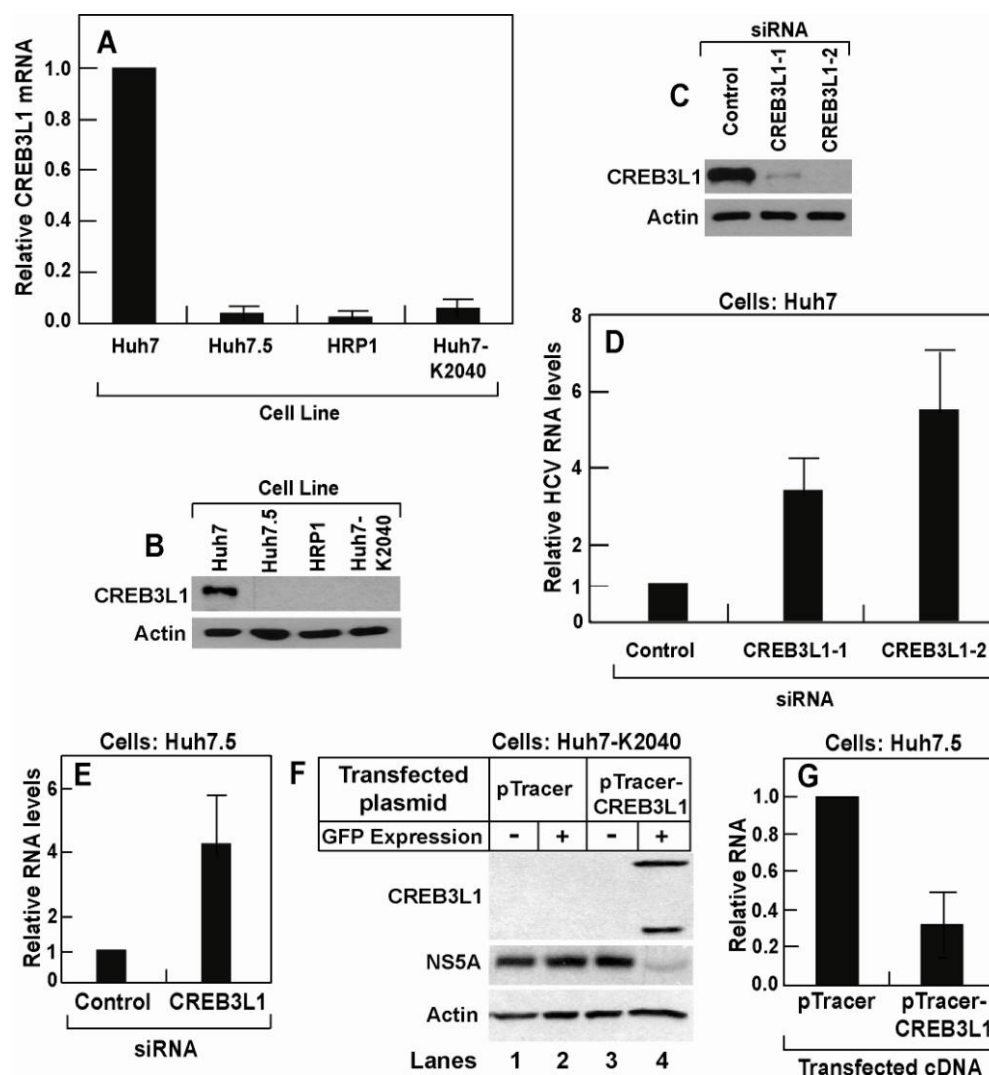 A
Relative CREB3L1 mRNA
1.0
0.8
0.6
0.4
0.2
0.0
Huh7
Huh7.5
HRP1
Huh7-
K2040
Cell Line
siRNA
C
Control
CREB3L1-1
CREB3L1-2
CREB3L1
Actin
Cell Line
B
Huh7
Huh7.5
HRP1
Huh7-
K2040
CREB3L1
Actin
Cells: Huh7
D
Relative HCV RNA levels
8
6
4
2
1
0
Control
CREB3L1-1
CREB3L1-2
siRNA
Cells: Huh7.5
E
Relative RNA levels
6
4
2
1
0
Control
CREB3L1
siRNA
Cells: Huh7-K2040
F
Transfected
plasmid
pTracer
pTracer-
CREB3L1
GFP Expression
- + - +
CREB3L1
NS5A
Actin
Lanes 1 2 3 4
Cells: Huh7.5
G
Relative RNA
1.0
0.8
0.6
0.4
0.2
0.0
pTracer
pTracer-
CREB3L1
Transfected cDNA